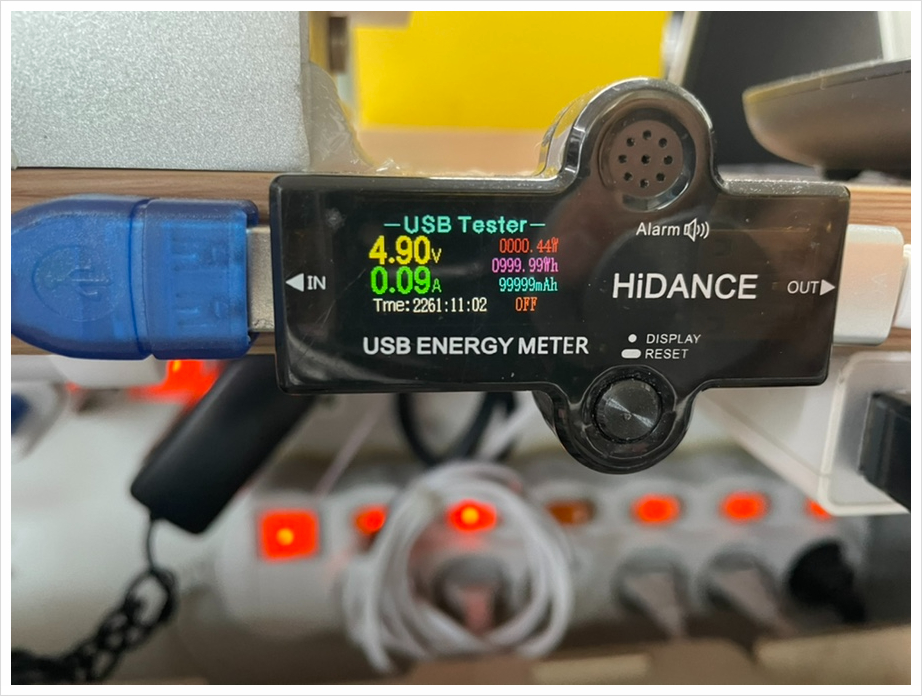 USB Tester
4.90V 0000.44W
0999.99Wh
0.09A 99999mAh
Tme:2261:11:02 OFF
Alarm
IN
HiDANCE
OUT
USB ENERGY METER
DISPLAY
RESET